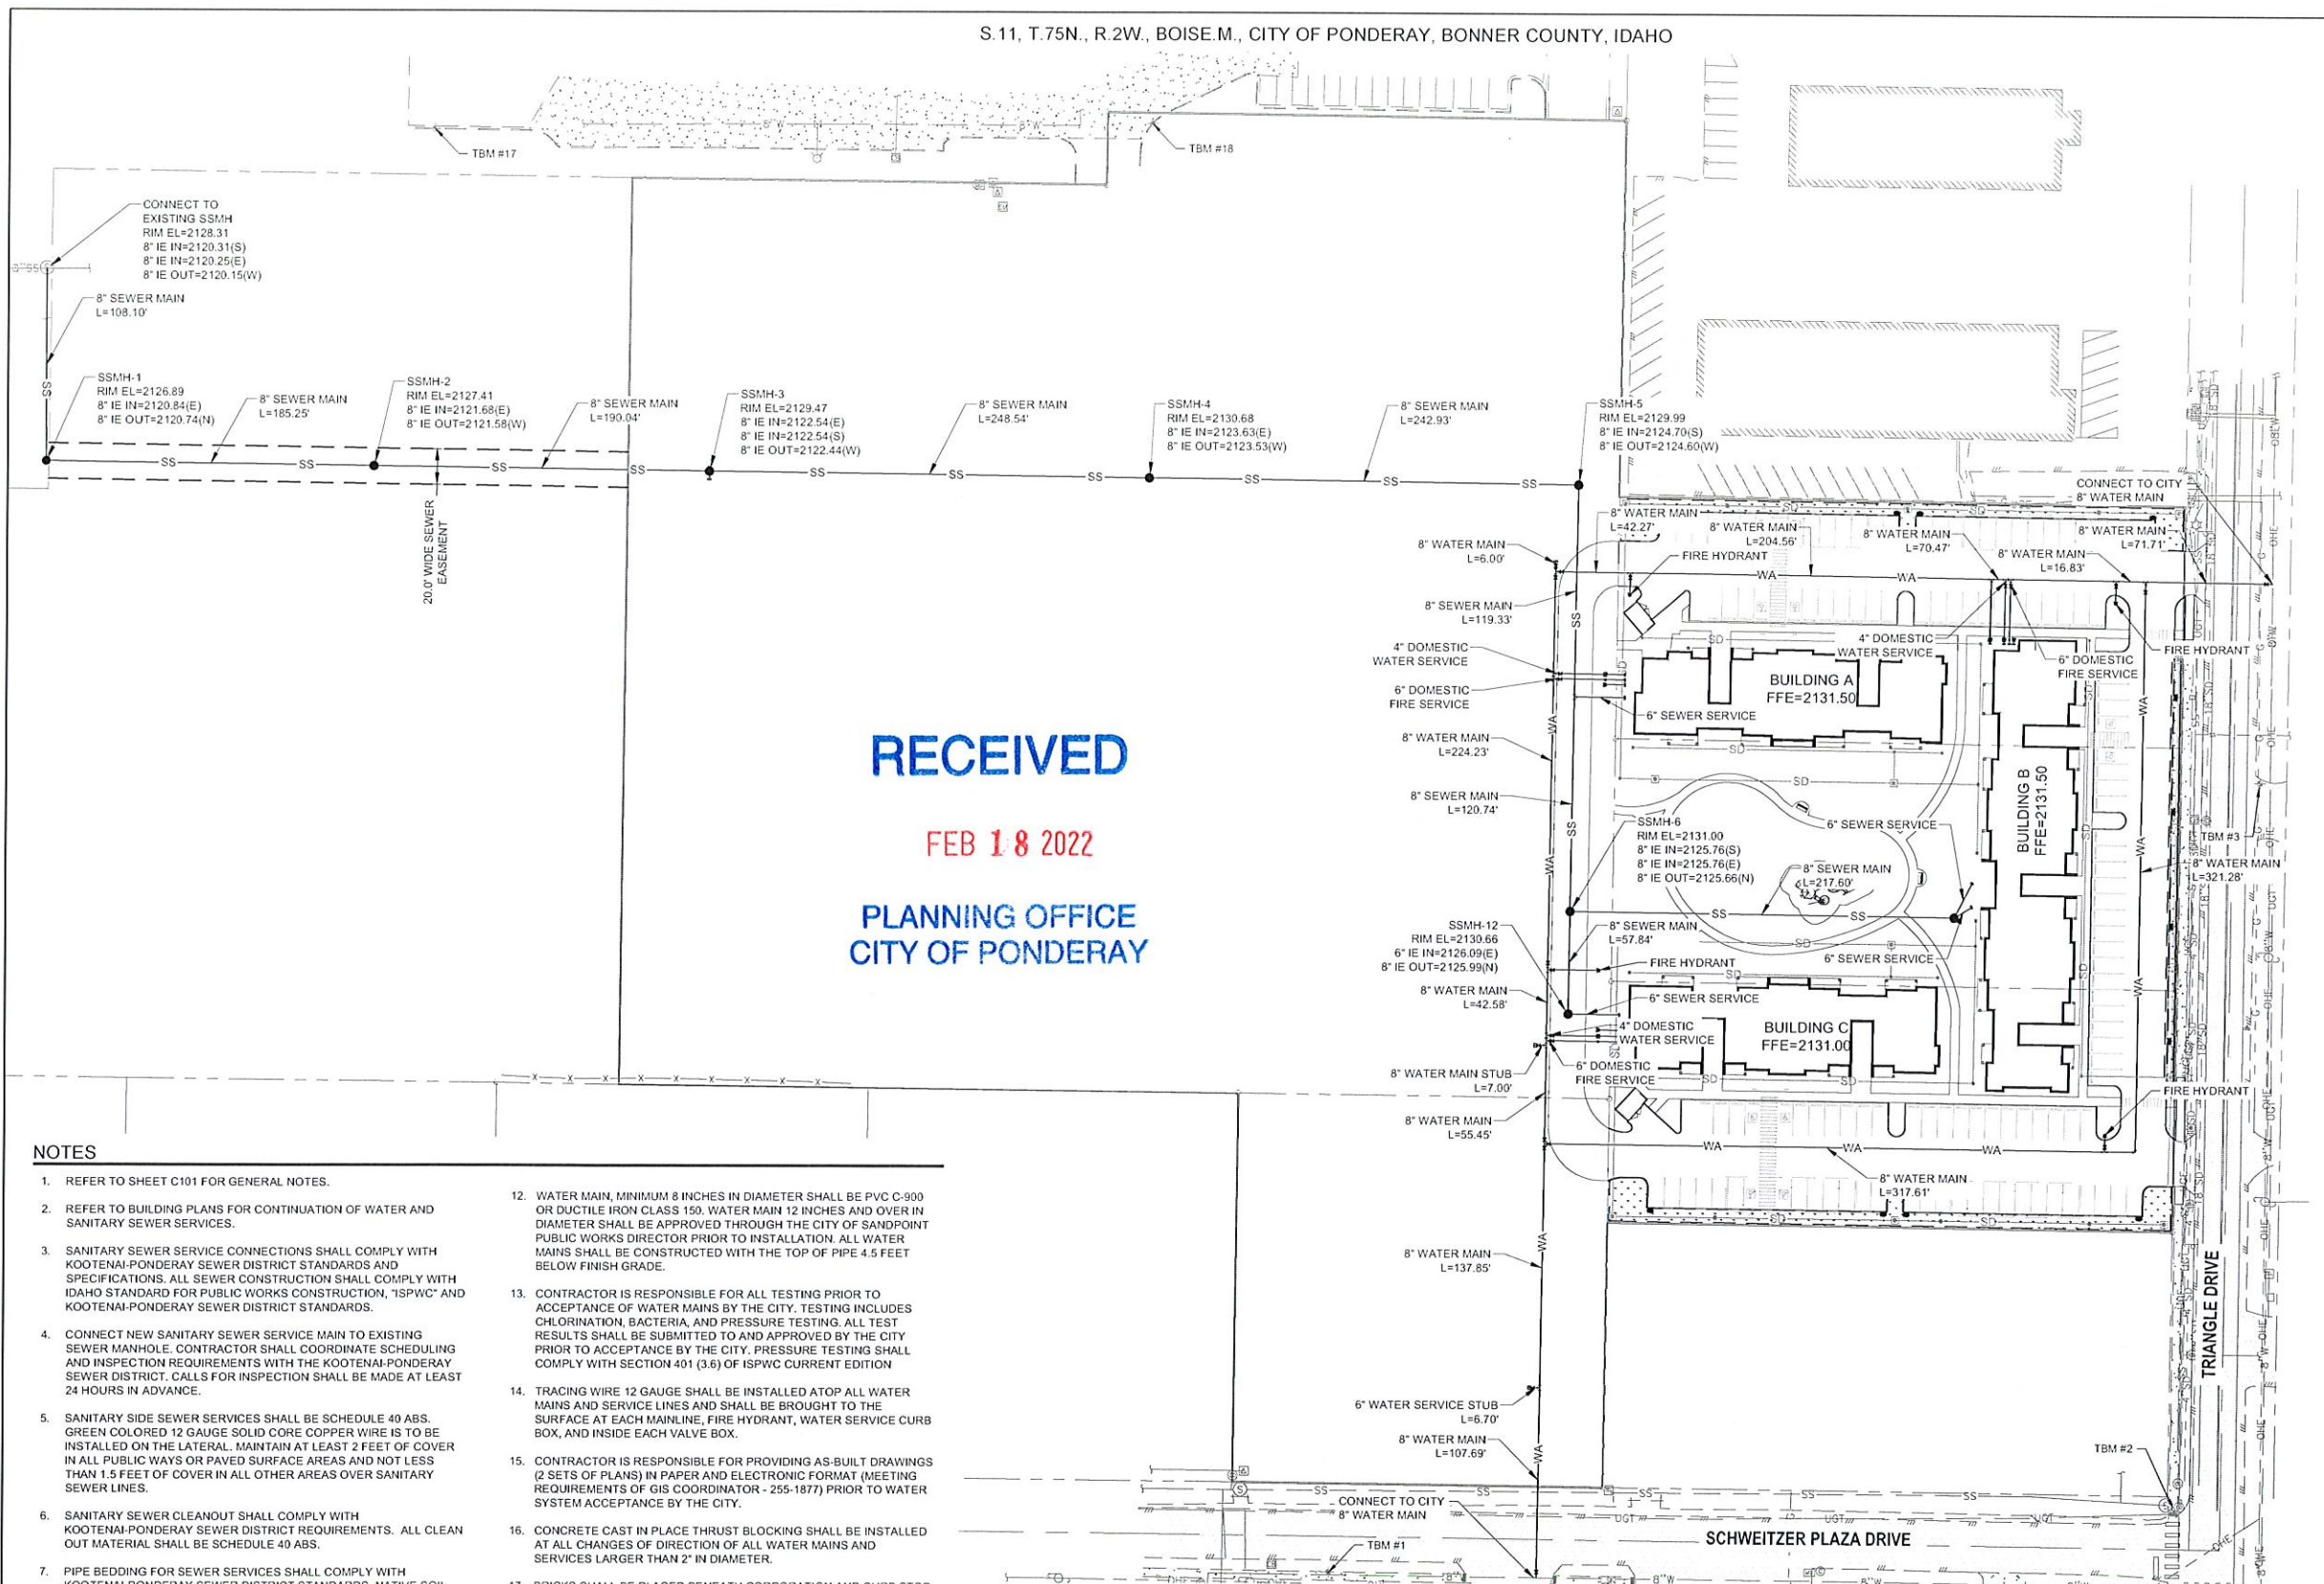 S.11, T.75N., R.2W., BOISE.M., CITY OF PONDERAY, BONNER COUNTY, IDAHO
TBM #17
TBM #18
CONNECT TO
EXISTING SSMH
RIM EL=2128.31
8" IE IN=2120.31(S)
8" IE IN=2120.25(E)
8" IE OUT=2120.15(W)
8" SEWER MAIN
L=108.10'
SSMH-1
RIM EL=2126.89
8" IE IN=2120.84(E)
8" IE OUT=2120.74(N)
8" SEWER MAIN
L=185.25'
SSMH-2
RIM EL=2127.41
8" IE IN=2121.68(E)
8" IE OUT=2121.58(W)
8" SEWER MAIN
L=190.04'
SSMH-3
RIM EL=2129.47
8" IE IN=2122.54(E)
8" IE IN=2122.54(S)
8" IE OUT=2122.44(W)
8" SEWER MAIN
L=248.54'
SSMH-4
RIM EL=2130.68
8" IE IN=2123.63(E)
8" IE OUT=2123.53(W)
8" SEWER MAIN
L=242.93'
SSMH-5
RIM EL=2129.99
8" IE IN=2124.70(S)
8" IE OUT=2124.60(W)
SS SS SS SS SS SS SS SS SS SS
20.0' WIDE SEWER
EASEMENT
CONNECT TO CITY
8" WATER MAIN
8" WATER MAIN
L=42.27'
8" WATER MAIN
L=204.56'
8" WATER MAIN
L=70.47'
8" WATER MAIN
L=71.71'
8" WATER MAIN
L=16.83'
FIRE HYDRANT
8" WATER MAIN
L=6.00'
8" SEWER MAIN
L=119.33'
4" DOMESTIC
WATER SERVICE
6" DOMESTIC
FIRE SERVICE
6" SEWER SERVICE
8" WATER MAIN
L=224.23'
8" SEWER MAIN
L=120.74'
4" DOMESTIC
WATER SERVICE
6" DOMESTIC
FIRE SERVICE
FIRE HYDRANT
BUILDING A
FFE=2131.50
BUILDING B
FFE=2131.50
SSMH-6
RIM EL=2131.00
8" IE IN=2125.76(S)
8" IE IN=2125.76(E)
8" IE OUT=2125.66(N)
6" SEWER SERVICE
8" SEWER MAIN
L=217.60'
TBM #3
8" WATER MAIN
L=321.28'
SSMH-12
RIM EL=2130.66
6" IE IN=2126.09(E)
8" IE OUT=2125.99(N)
8" SEWER MAIN
L=57.84'
6" SEWER SERVICE
FIRE HYDRANT
8" WATER MAIN
L=42.58'
6" SEWER SERVICE
4" DOMESTIC
WATER SERVICE
BUILDING C
FFE=2131.00
8" WATER MAIN STUB
L=7.00'
6" DOMESTIC
FIRE SERVICE
FIRE HYDRANT
8" WATER MAIN
L=55.45'
8" WATER MAIN
L=317.61'
8" WATER MAIN
L=137.85'
6" WATER SERVICE STUB
L=6.70'
8" WATER MAIN
L=107.69'
CONNECT TO CITY
8" WATER MAIN
TBM #1
TBM #2
SCHWEITZER PLAZA DRIVE
TRIANGLE DRIVE
RECEIVED
FEB 18 2022
PLANNING OFFICE
CITY OF PONDERAY
NOTES
1. REFER TO SHEET C101 FOR GENERAL NOTES.
2. REFER TO BUILDING PLANS FOR CONTINUATION OF WATER AND
SANITARY SEWER SERVICES.
3. SANITARY SEWER SERVICE CONNECTIONS SHALL COMPLY WITH
KOOTENAI-PONDERAY SEWER DISTRICT STANDARDS AND
SPECIFICATIONS. ALL SEWER CONSTRUCTION SHALL COMPLY WITH
IDAHO STANDARD FOR PUBLIC WORKS CONSTRUCTION, "ISPWC" AND
KOOTENAI-PONDERAY SEWER DISTRICT STANDARDS.
4. CONNECT NEW SANITARY SEWER SERVICE MAIN TO EXISTING
SEWER MANHOLE. CONTRACTOR SHALL COORDINATE SCHEDULING
AND INSPECTION REQUIREMENTS WITH THE KOOTENAI-PONDERAY
SEWER DISTRICT. CALLS FOR INSPECTION SHALL BE MADE AT LEAST
24 HOURS IN ADVANCE.
5. SANITARY SIDE SEWER SERVICES SHALL BE SCHEDULE 40 ABS.
GREEN COLORED 12 GAUGE SOLID CORE COPPER WIRE IS TO BE
INSTALLED ON THE LATERAL. MAINTAIN AT LEAST 2 FEET OF COVER
IN ALL PUBLIC WAYS OR PAVED SURFACE AREAS AND NOT LESS
THAN 1.5 FEET OF COVER IN ALL OTHER AREAS OVER SANITARY
SEWER LINES.
6. SANITARY SEWER CLEANOUT SHALL COMPLY WITH
KOOTENAI-PONDERAY SEWER DISTRICT REQUIREMENTS. ALL CLEAN
OUT MATERIAL SHALL BE SCHEDULE 40 ABS.
7. PIPE BEDDING FOR SEWER SERVICES SHALL COMPLY WITH
12. WATER MAIN, MINIMUM 8 INCHES IN DIAMETER SHALL BE PVC C-900
OR DUCTILE IRON CLASS 150. WATER MAIN 12 INCHES AND OVER IN
DIAMETER SHALL BE APPROVED THROUGH THE CITY OF SANDPOINT
PUBLIC WORKS DIRECTOR PRIOR TO INSTALLATION. ALL WATER
MAINS SHALL BE CONSTRUCTED WITH THE TOP OF PIPE 4.5 FEET
BELOW FINISH GRADE.
13. CONTRACTOR IS RESPONSIBLE FOR ALL TESTING PRIOR TO
ACCEPTANCE OF WATER MAINS BY THE CITY. TESTING INCLUDES
CHLORINATION, BACTERIA, AND PRESSURE TESTING. ALL TEST
RESULTS SHALL BE SUBMITTED TO AND APPROVED BY THE CITY
PRIOR TO ACCEPTANCE BY THE CITY. PRESSURE TESTING SHALL
COMPLY WITH SECTION 401 (3.6) OF ISPWC CURRENT EDITION
14. TRACING WIRE 12 GAUGE SHALL BE INSTALLED ATOP ALL WATER
MAINS AND SERVICE LINES AND SHALL BE BROUGHT TO THE
SURFACE AT EACH MAINLINE, FIRE HYDRANT, WATER SERVICE CURB
BOX, AND INSIDE EACH VALVE BOX.
15. CONTRACTOR IS RESPONSIBLE FOR PROVIDING AS-BUILT DRAWINGS
(2 SETS OF PLANS) IN PAPER AND ELECTRONIC FORMAT (MEETING
REQUIREMENTS OF GIS COORDINATOR - 255-1877) PRIOR TO WATER
SYSTEM ACCEPTANCE BY THE CITY.
16. CONCRETE CAST IN PLACE THRUST BLOCKING SHALL BE INSTALLED
AT ALL CHANGES OF DIRECTION OF ALL WATER MAINS AND
SERVICES LARGER THAN 2" IN DIAMETER.